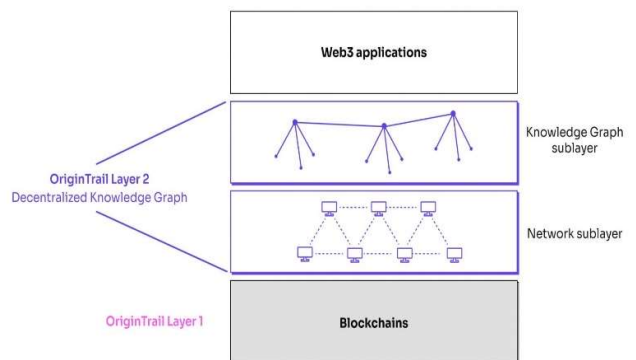 Web3 applications
Knowledge Graph
sublayer
OriginTrail Layer 2
Decentralized Knowledge Graph
Network sublayer
OriginTrail Layer 1
Blockchains